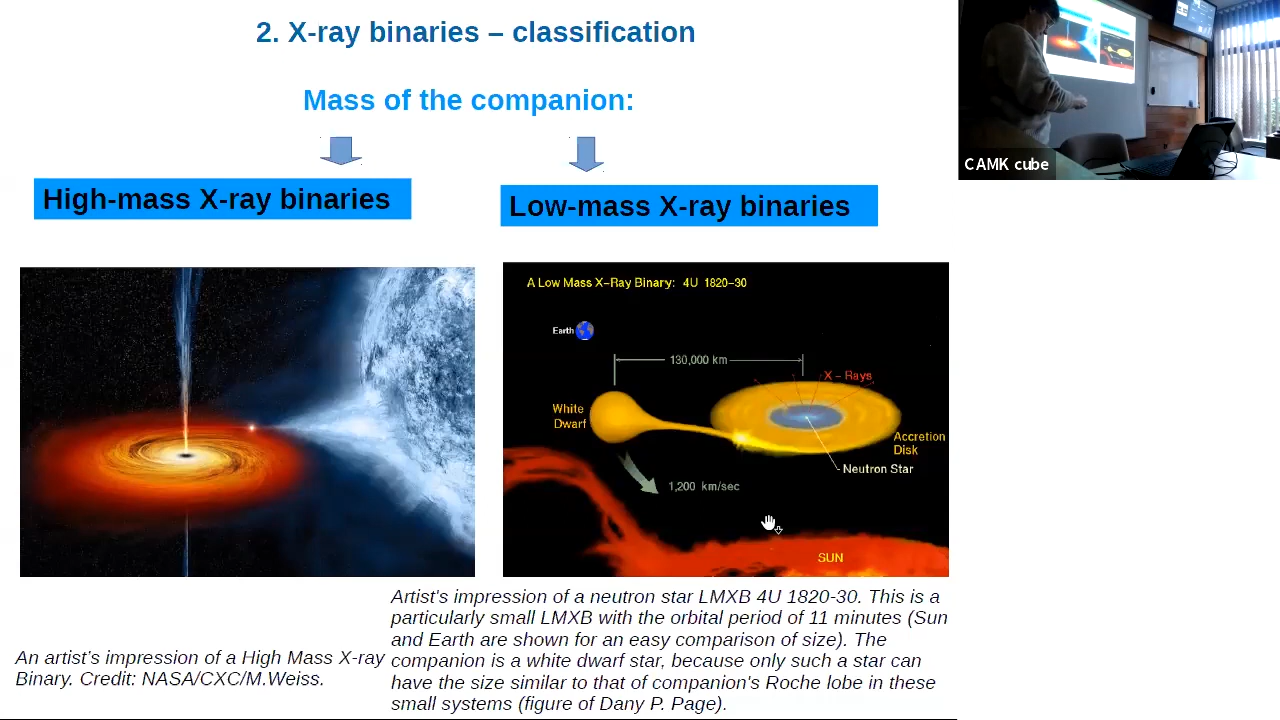 2. X-ray binaries – classification
Mass of the companion:
High-mass X-ray binaries
Low-mass X-ray binaries
A Low Mass X-Ray Binary: 4U 1820-30
Earth
130,000 km
X - Rays
White
Dwarf
Accretion
Disk
Neutron Star
1,200 km/sec
SUN
An artist's impression of a High Mass X-ray
Binary. Credit: NASA/CXC/M.Weiss.
Artist's impression of a neutron star LMXB 4U 1820-30. This is a
particularly small LMXB with the orbital period of 11 minutes (Sun
and Earth are shown for an easy comparison of size). The
companion is a white dwarf star, because only such a star can
have the size similar to that of companion's Roche lobe in these
small systems (figure of Dany P. Page).
CAMK cube